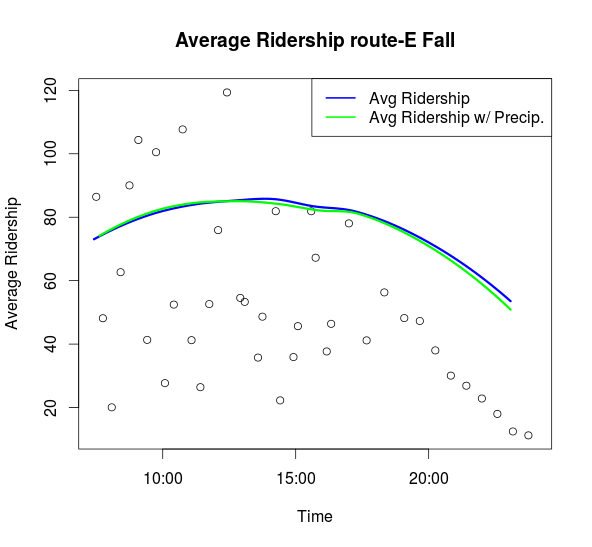 Average Ridership route-E Fall
Avg Ridership
Avg Ridership w/ Precip.
Average Ridership
120
100
80
60
40
20
10:00 15:00 20:00
Time